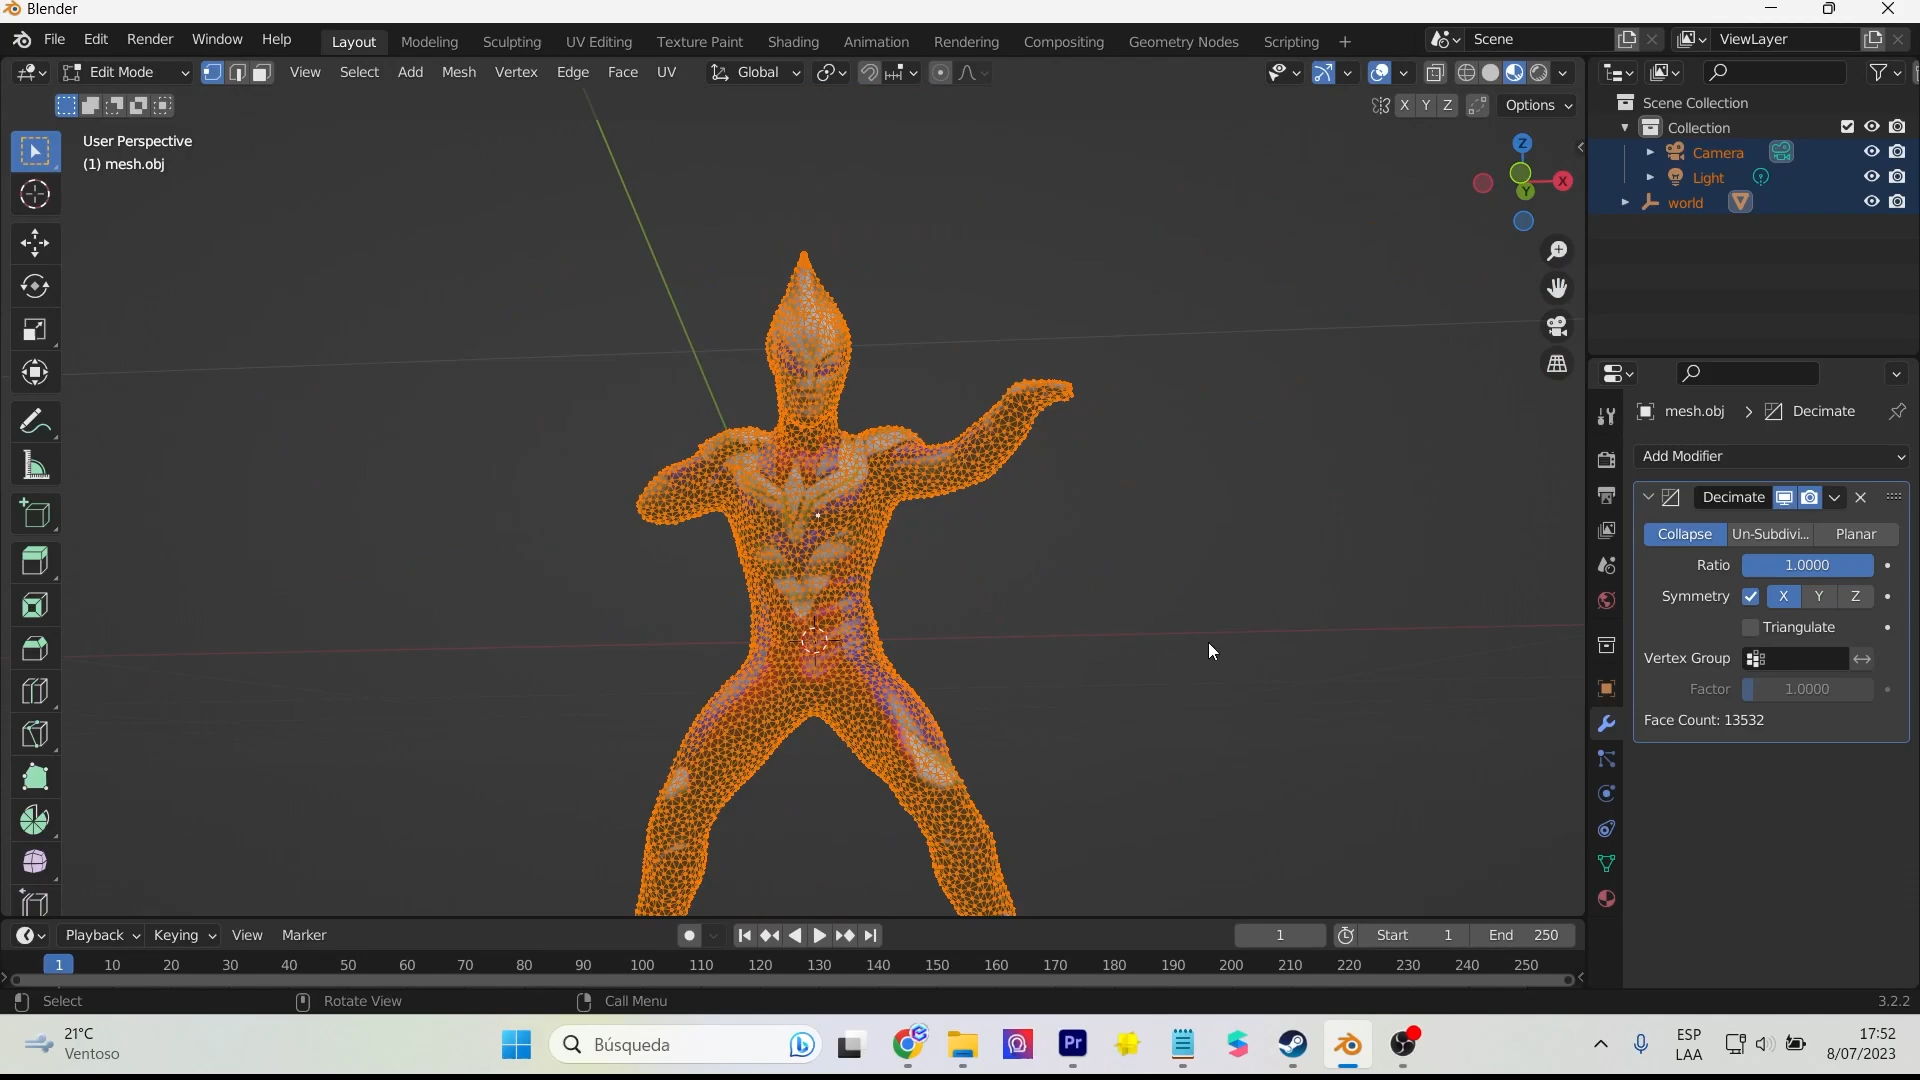 Blender
File Edit Render Window Help Layout Modeling Sculpting UV Editing Texture Paint Shading Animation Rendering Compositing Geometry Nodes Scripting + Scene ViewLayer
Edit Mode View Select Add Mesh Vertex Edge Face UV Global
X Y Z Options
User Perspective
(1) mesh.obj
Z
X
Y
Scene Collection
Collection
Camera
Light
world
mesh.obj > Decimate
Add Modifier
Decimate
Collapse Un-Subdivi... Planar
Ratio 1.0000
Symmetry X Y Z
Triangulate
Vertex Group
Factor 1.0000
Face Count: 13532
Playback Keying View Marker 1 Start 1 End 250
1 10 20 30 40 50 60 70 80 90 100 110 120 130 140 150 160 170 180 190 200 210 220 230 240 250
Select Rotate View Call Menu 3.2.2
21°C
Ventoso
Búsqueda
Pr
ESP
LAA
17:52
8/07/2023